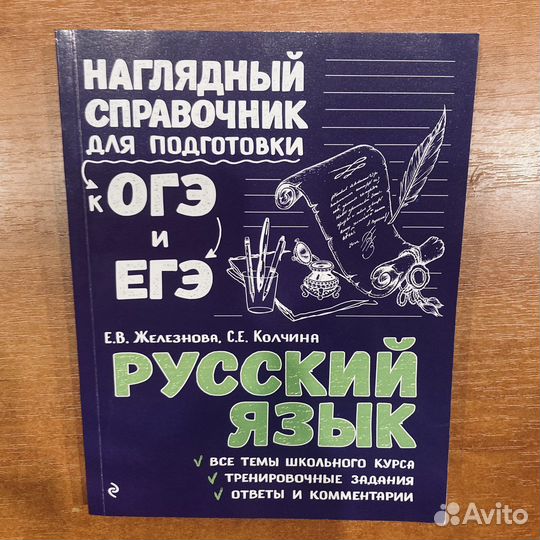 НАГЛЯДНЫЙ
СПРАВОЧНИК
ДЛЯ ПОДГОТОВКИ
К ОГЭ
И
ЕГЭ
Е.В. ЖЕЛЕЗНОВА, С.Е. КОЛЧИНА
РУССКИЙ
ЯЗЫК
ВСЕ ТЕМЫ ШКОЛЬНОГО КУРСА
ТРЕНИРОВОЧНЫЕ ЗАДАНИЯ
ОТВЕТЫ И КОММЕНТАРИИ
Avito